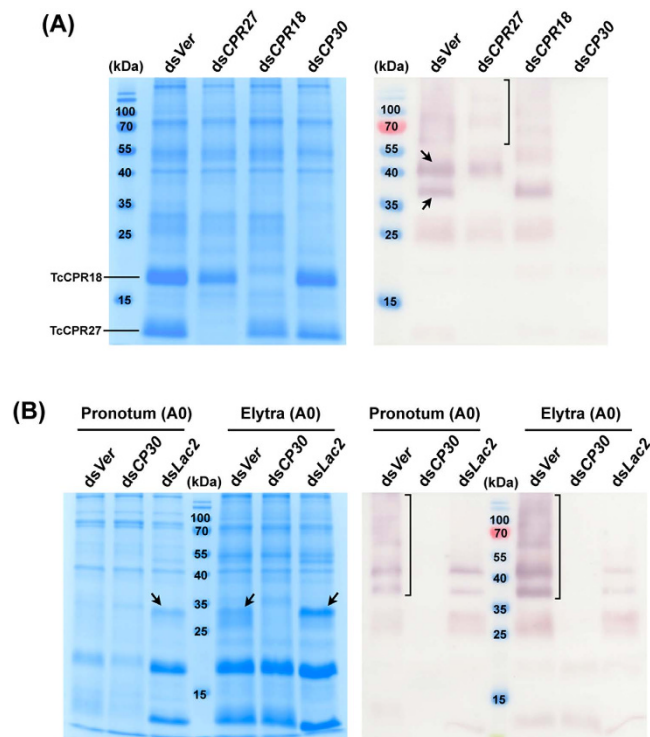 (A)
(kDa) dsVer dsCPR27 dsCPR18 dsCP30
100
70
55
40
35
25
TcCPR18
15
TcCPR27
(kDa) dsVer dsCPR27 dsCPR18 dsCP30
100
70
55
40
35
25
15
(B)
Pronotum (A0) Elytra (A0)
dsVer dsCP30 dsLac2 (kDa) dsVer dsCP30 dsLac2
100
70
55
40
35
25
15
Pronotum (A0) Elytra (A0)
dsVer dsCP30 dsLac2 (kDa) dsVer dsCP30 dsLac2
100
70
55
40
35
25
15